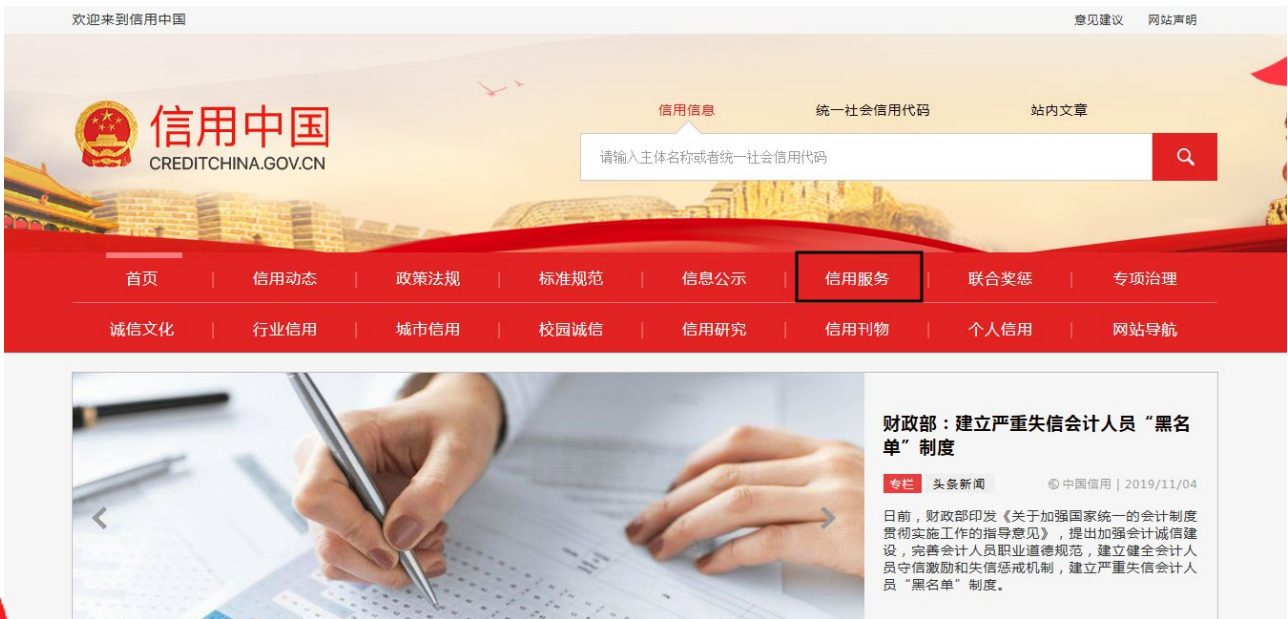 欢迎来到信用中国
意见建议 网站声明
信用信息 统一社会信用代码 站内文章
信用中国
CREDITCHINA.GOV.CN
请输入主体名称或者统一社会信用代码
首页 信用动态 政策法规 标准规范 信息公示 信用服务 联合奖惩 专项治理
诚信文化 行业信用 城市信用 校园诚信 信用研究 信用刊物 个人信用 网站导航
财政部：建立严重失信会计人员“黑名
单”制度
专栏 头条新闻 中国信用 | 2019/11/04
日前，财政部印发《关于加强国家统一的会计制度
贯彻实施工作的指导意见》，提出加强会计诚信建
设，完善会计人员职业道德规范，建立健全会计人
员守信激励和失信惩戒机制，建立严重失信会计人
员“黑名单”制度。